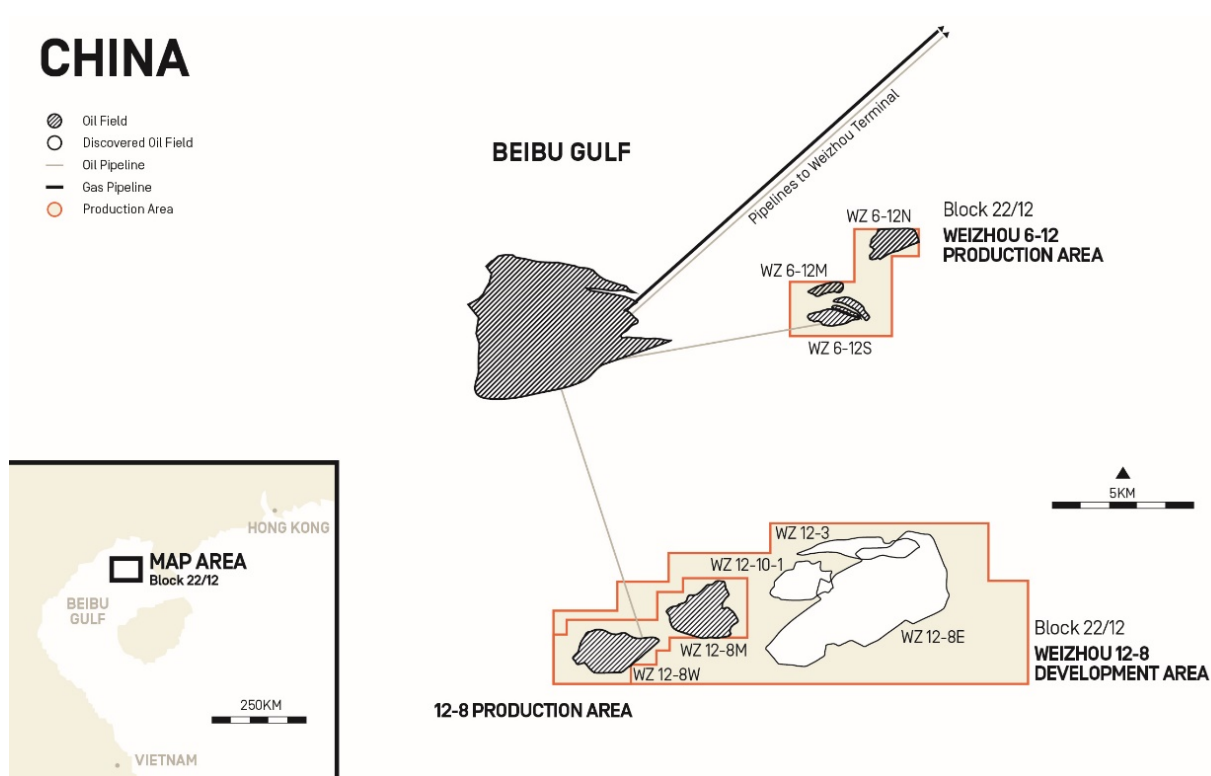 CHINA
Oil Field
Discovered Oil Field
Oil Pipeline
Gas Pipeline
Production Area
BEIBU GULF
Pipelines to Weizhou Terminal
WZ 6-12N
Block 22/12
WEIZHOU 6-12
PRODUCTION AREA
WZ 6-12M
WZ 6-12S
5KM
WZ 12-3
WZ 12-10-1
WZ 12-8E
WZ 12-8M
WZ 12-8W
Block 22/12
WEIZHOU 12-8
DEVELOPMENT AREA
12-8 PRODUCTION AREA
HONG KONG
MAP AREA
Block 22/12
BEIBU
GULF
250KM
VIETNAM